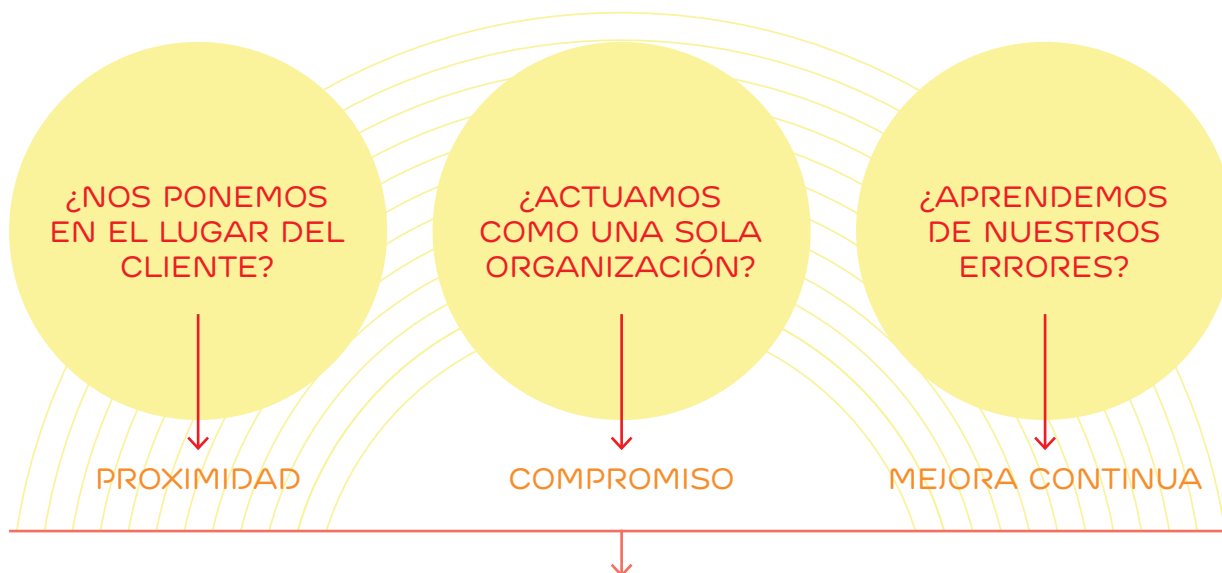 ¿NOS PONEMOS
EN EL LUGAR DEL
CLIENTE?
PROXIMIDAD
¿ACTUAMOS
COMO UNA SOLA
ORGANIZACIÓN?
COMPROMISO
¿APRENDEMOS
DE NUESTROS
ERRORES?
MEJORA CONTINUA